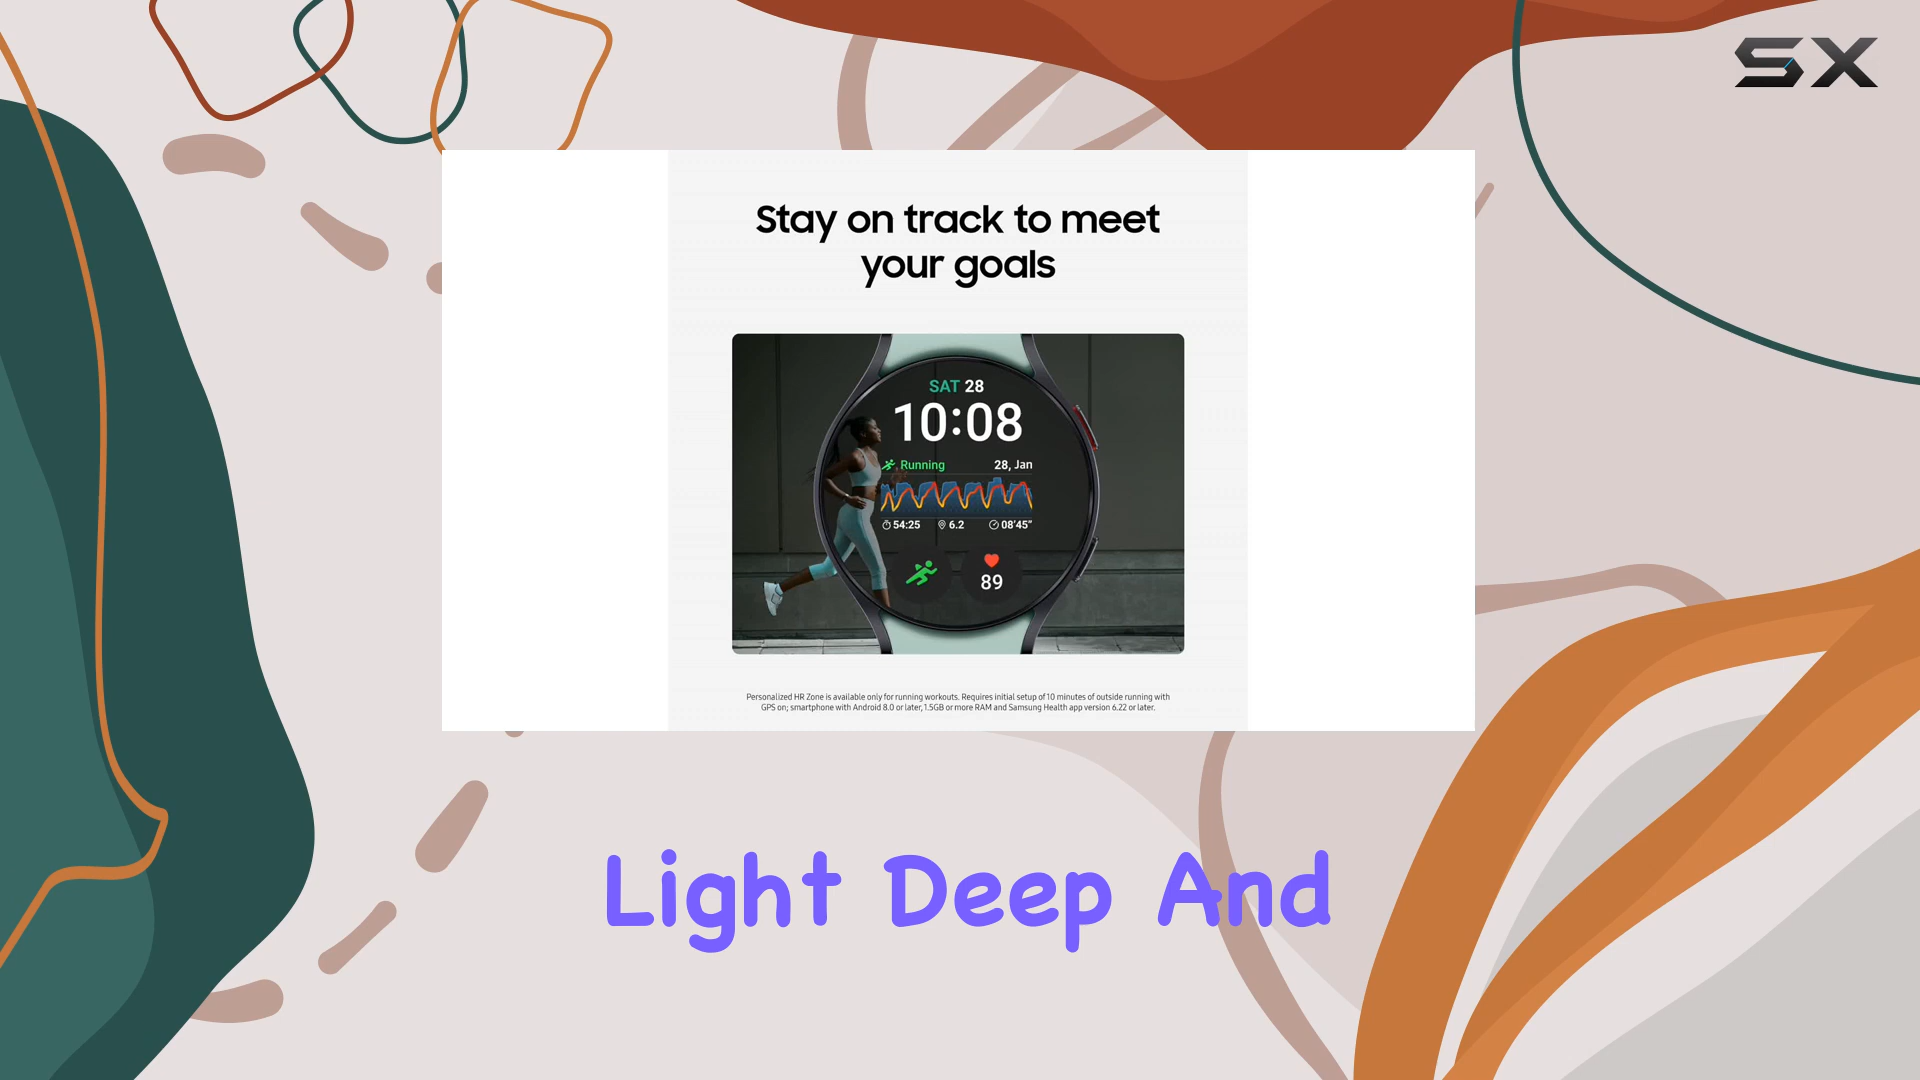 SX
Stay on track to meet
your goals
SAT 28
10:08
Running 28, Jan
54:25 6.2 08'45"
89
Personalized HR Zone is available only for running workouts. Requires initial setup of 10 minutes of outside running with
GPS on; smartphone with Android 8.0 or later, 1.5GB or more RAM and Samsung Health app version 6.22 or later.
Light Deep And